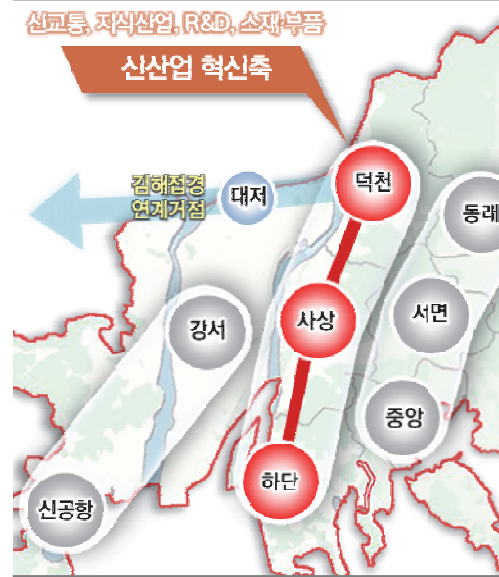 신교통, 지식산업, R&D, 소재·부품
신산업 혁신축
김해접경
연계거점
대저
덕천
동래
강서
사상
서면
중앙
하단
신공항